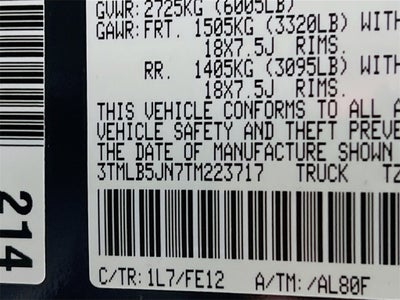 GVWR: 2725KG (6005LB)
GAWR: FRT. 1505KG (3320LB) WITH
18X7.5J RIMS.
RR. 1405KG (3095LB) WITH
18X7.5J RIMS.
THIS VEHICLE CONFORMS TO ALL A
VEHICLE SAFETY AND THEFT PREVE
THE DATE OF MANUFACTURE SHOWN
3TMLB5JN7TM223717 TRUCK TZ
C/TR: 1L7/FE12 A/TM: /AL80F
214